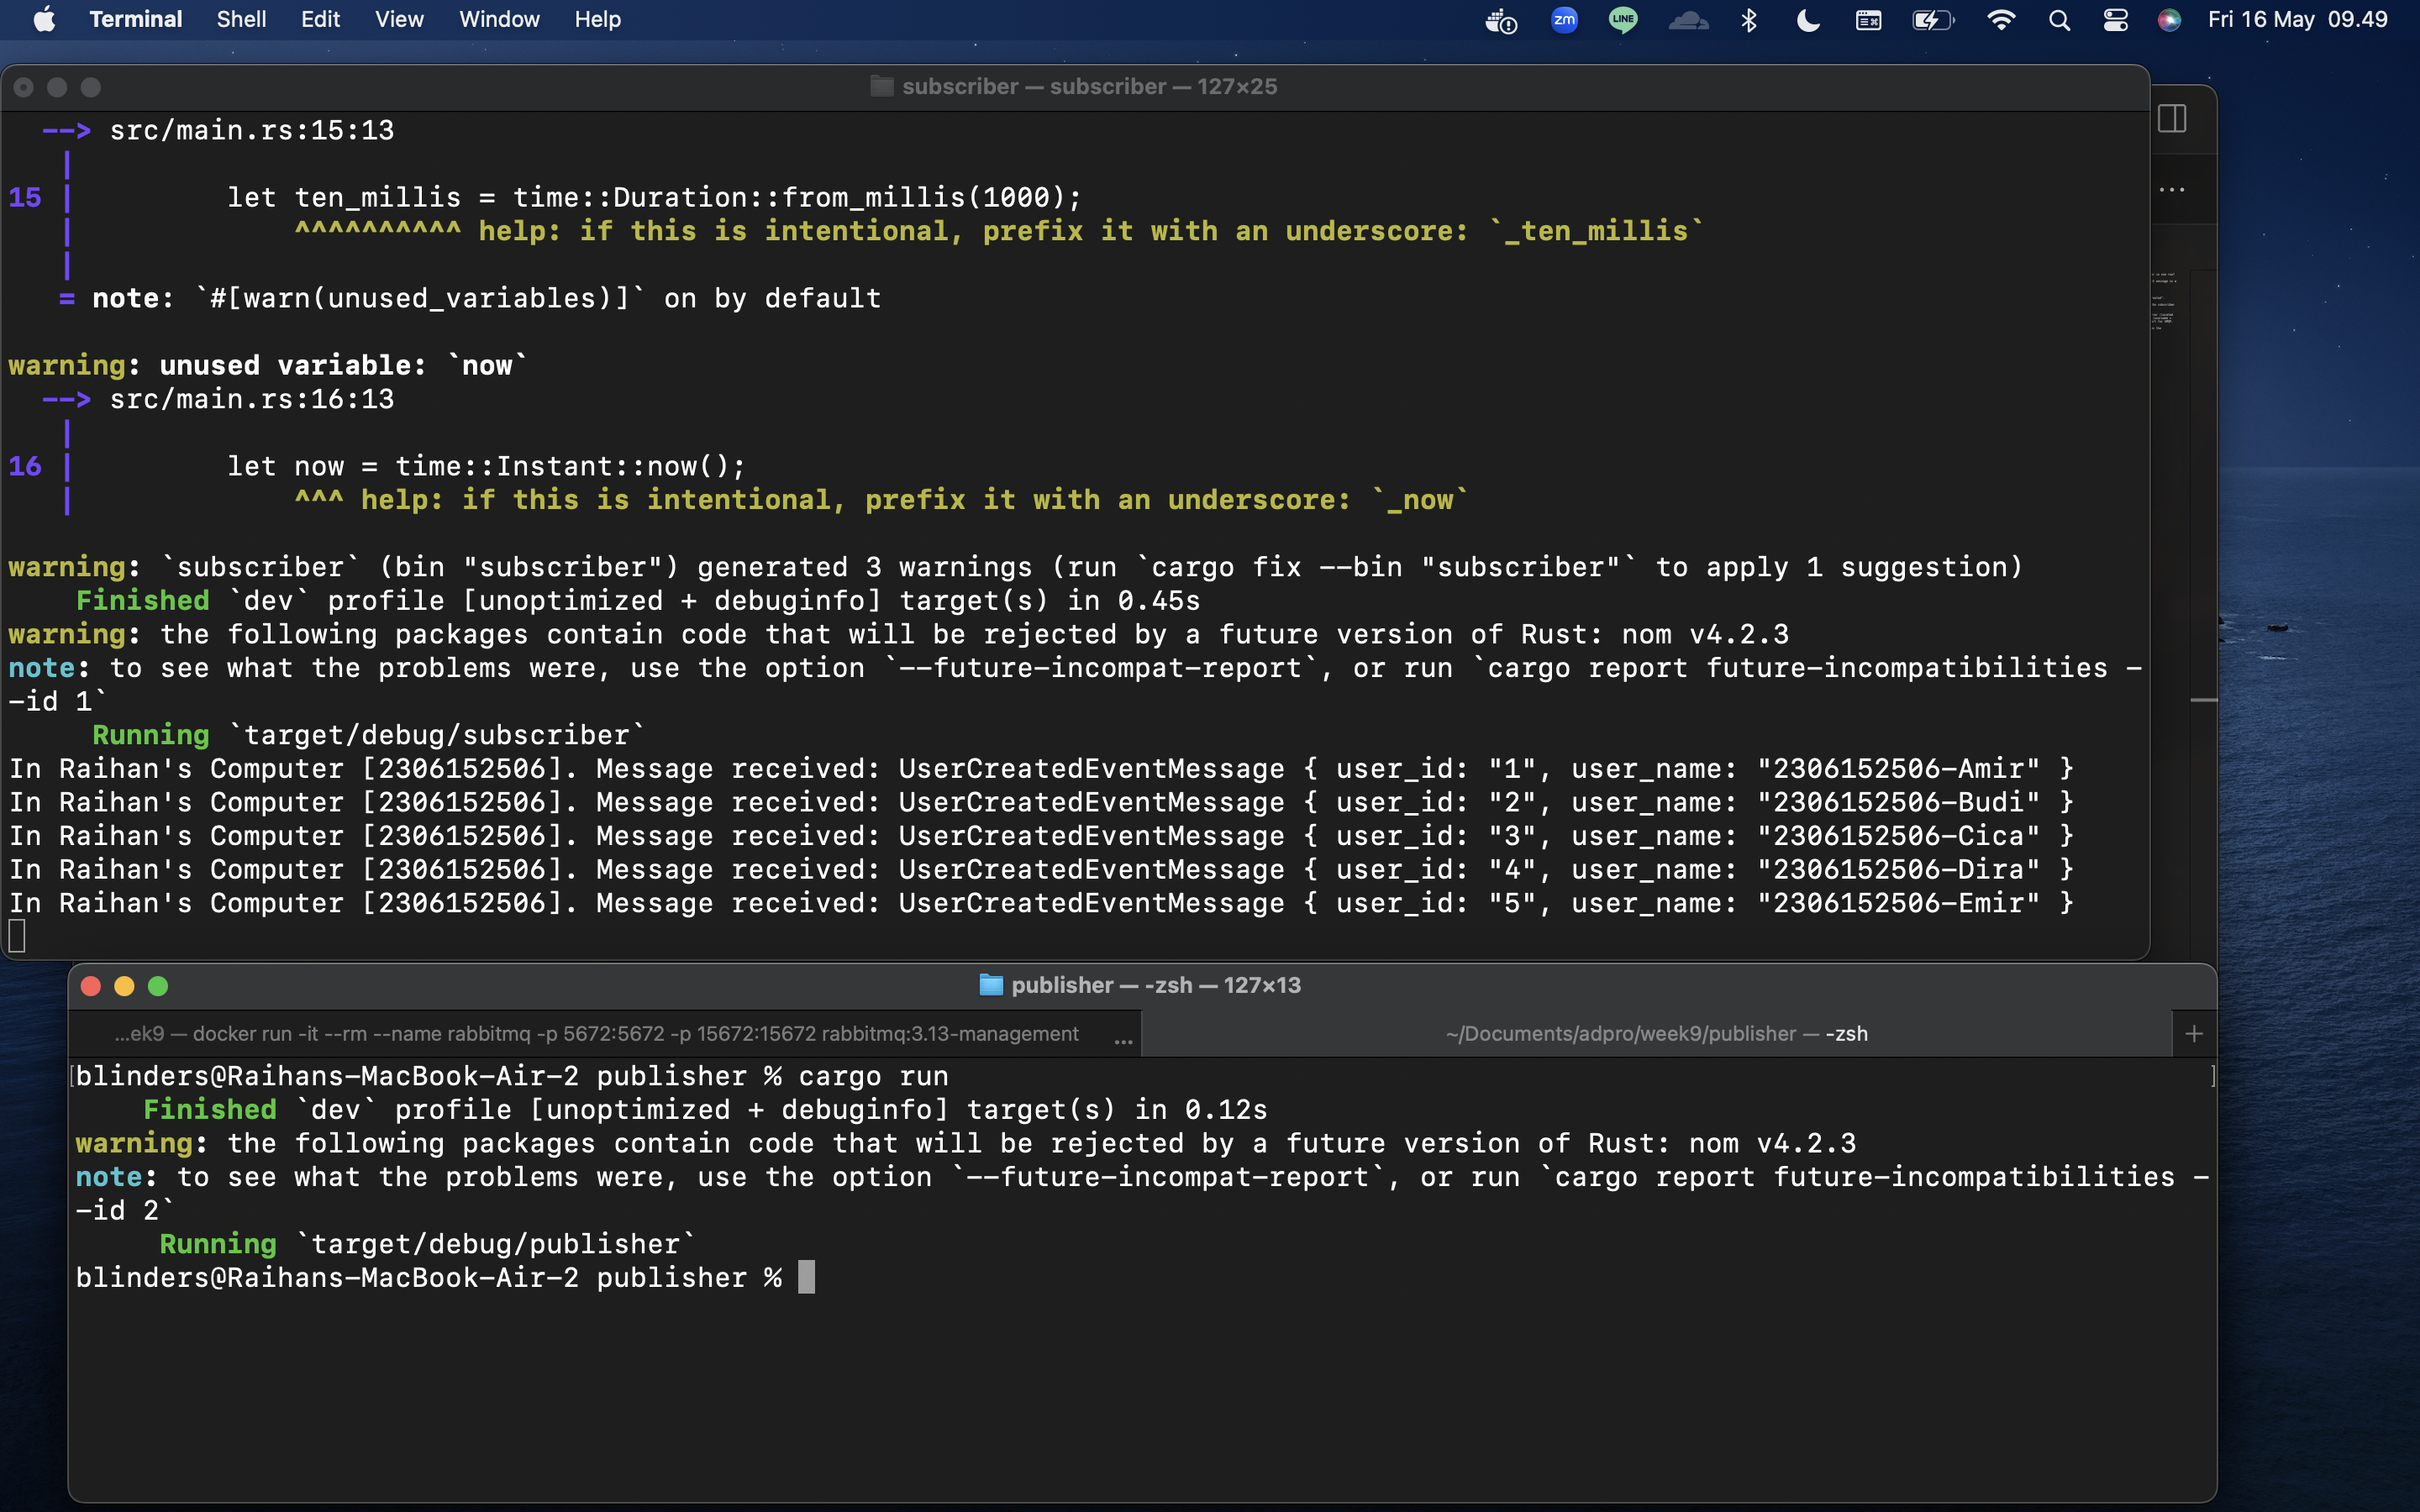 Terminal Shell Edit View Window Help zm LINE Fri 16 May 09.49
subscriber — subscriber — 127×25
--> src/main.rs:15:13
|
15 | let ten_millis = time::Duration::from_millis(1000);
| ^^^^^^^^^^ help: if this is intentional, prefix it with an underscore: `_ten_millis`
|
= note: `#[warn(unused_variables)]` on by default
warning: unused variable: `now`
--> src/main.rs:16:13
|
16 | let now = time::Instant::now();
| ^^^ help: if this is intentional, prefix it with an underscore: `_now`
warning: `subscriber` (bin "subscriber") generated 3 warnings (run `cargo fix --bin "subscriber"` to apply 1 suggestion)
Finished `dev` profile [unoptimized + debuginfo] target(s) in 0.45s
warning: the following packages contain code that will be rejected by a future version of Rust: nom v4.2.3
note: to see what the problems were, use the option `--future-incompat-report`, or run `cargo report future-incompatibilities -
-id 1`
Running `target/debug/subscriber`
In Raihan's Computer [2306152506]. Message received: UserCreatedEventMessage { user_id: "1", user_name: "2306152506-Amir" }
In Raihan's Computer [2306152506]. Message received: UserCreatedEventMessage { user_id: "2", user_name: "2306152506-Budi" }
In Raihan's Computer [2306152506]. Message received: UserCreatedEventMessage { user_id: "3", user_name: "2306152506-Cica" }
In Raihan's Computer [2306152506]. Message received: UserCreatedEventMessage { user_id: "4", user_name: "2306152506-Dira" }
In Raihan's Computer [2306152506]. Message received: UserCreatedEventMessage { user_id: "5", user_name: "2306152506-Emir" }
publisher — -zsh — 127×13
...ek9 — docker run -it --rm --name rabbitmq -p 5672:5672 -p 15672:15672 rabbitmq:3.13-management ... ~/Documents/adpro/week9/publisher — -zsh +
[blinders@Raihans-MacBook-Air-2 publisher % cargo run ]
Finished `dev` profile [unoptimized + debuginfo] target(s) in 0.12s
warning: the following packages contain code that will be rejected by a future version of Rust: nom v4.2.3
note: to see what the problems were, use the option `--future-incompat-report`, or run `cargo report future-incompatibilities -
-id 2`
Running `target/debug/publisher`
blinders@Raihans-MacBook-Air-2 publisher %